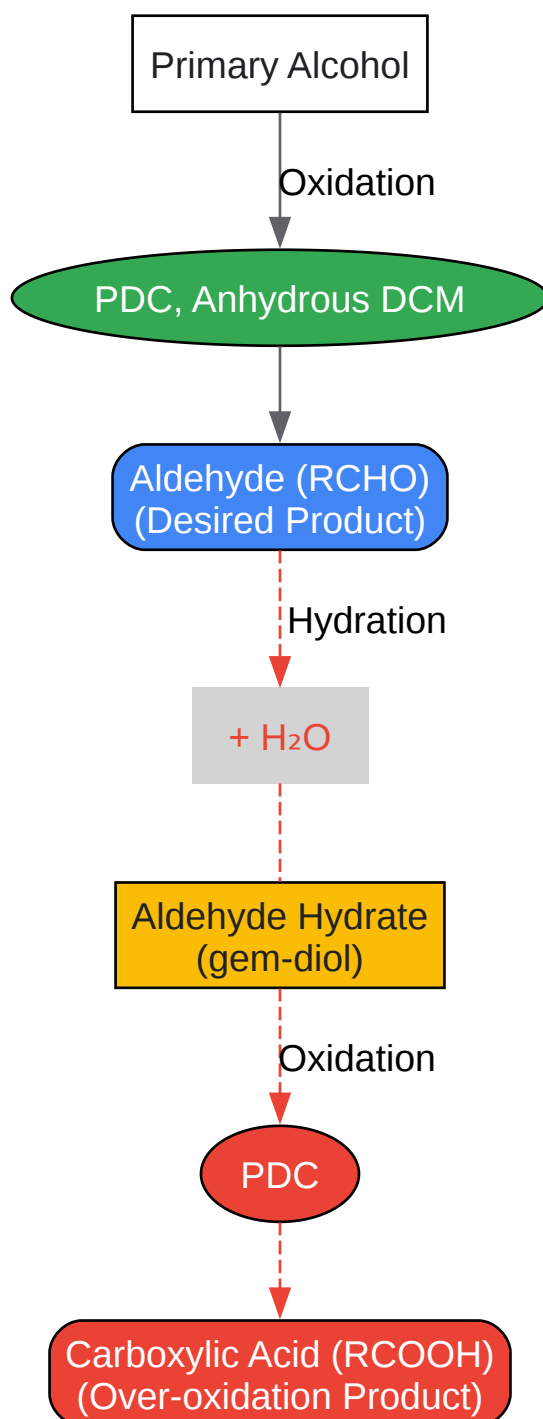 Primary Alcohol
Oxidation
PDC, Anhydrous DCM
Aldehyde (RCHO)
(Desired Product)
Hydration
+ H₂O
Aldehyde Hydrate
(gem-diol)
Oxidation
PDC
Carboxylic Acid (RCOOH)
(Over-oxidation Product)